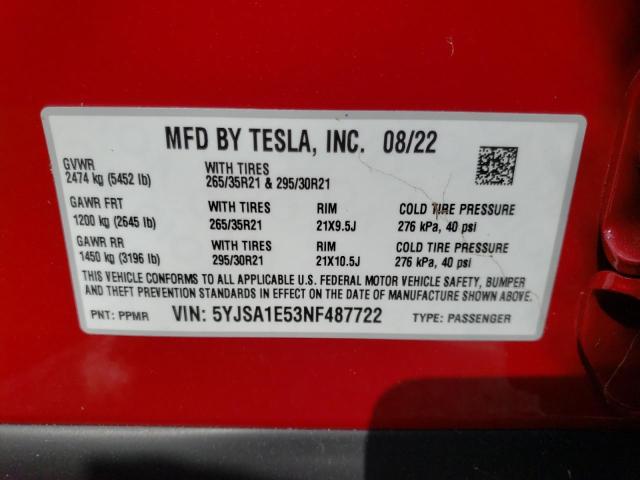 MFD BY TESLA, INC. 08/22
GVWR
2474 kg (5452 lb)
WITH TIRES
265/35R21 & 295/30R21
GAWR FRT
1200 kg (2645 lb)
WITH TIRES
265/35R21
RIM
21X9.5J
COLD TIRE PRESSURE
276 kPa, 40 psi
GAWR RR
1450 kg (3196 lb)
WITH TIRES
295/30R21
RIM
21X10.5J
COLD TIRE PRESSURE
276 kPa, 40 psi
THIS VEHICLE CONFORMS TO ALL APPLICABLE U.S. FEDERAL MOTOR VEHICLE SAFETY, BUMPER
AND THEFT PREVENTION STANDARDS IN EFFECT ON THE DATE OF MANUFACTURE SHOWN ABOVE.
PNT: PPMR VIN: 5YJSA1E53NF487722 TYPE: PASSENGER